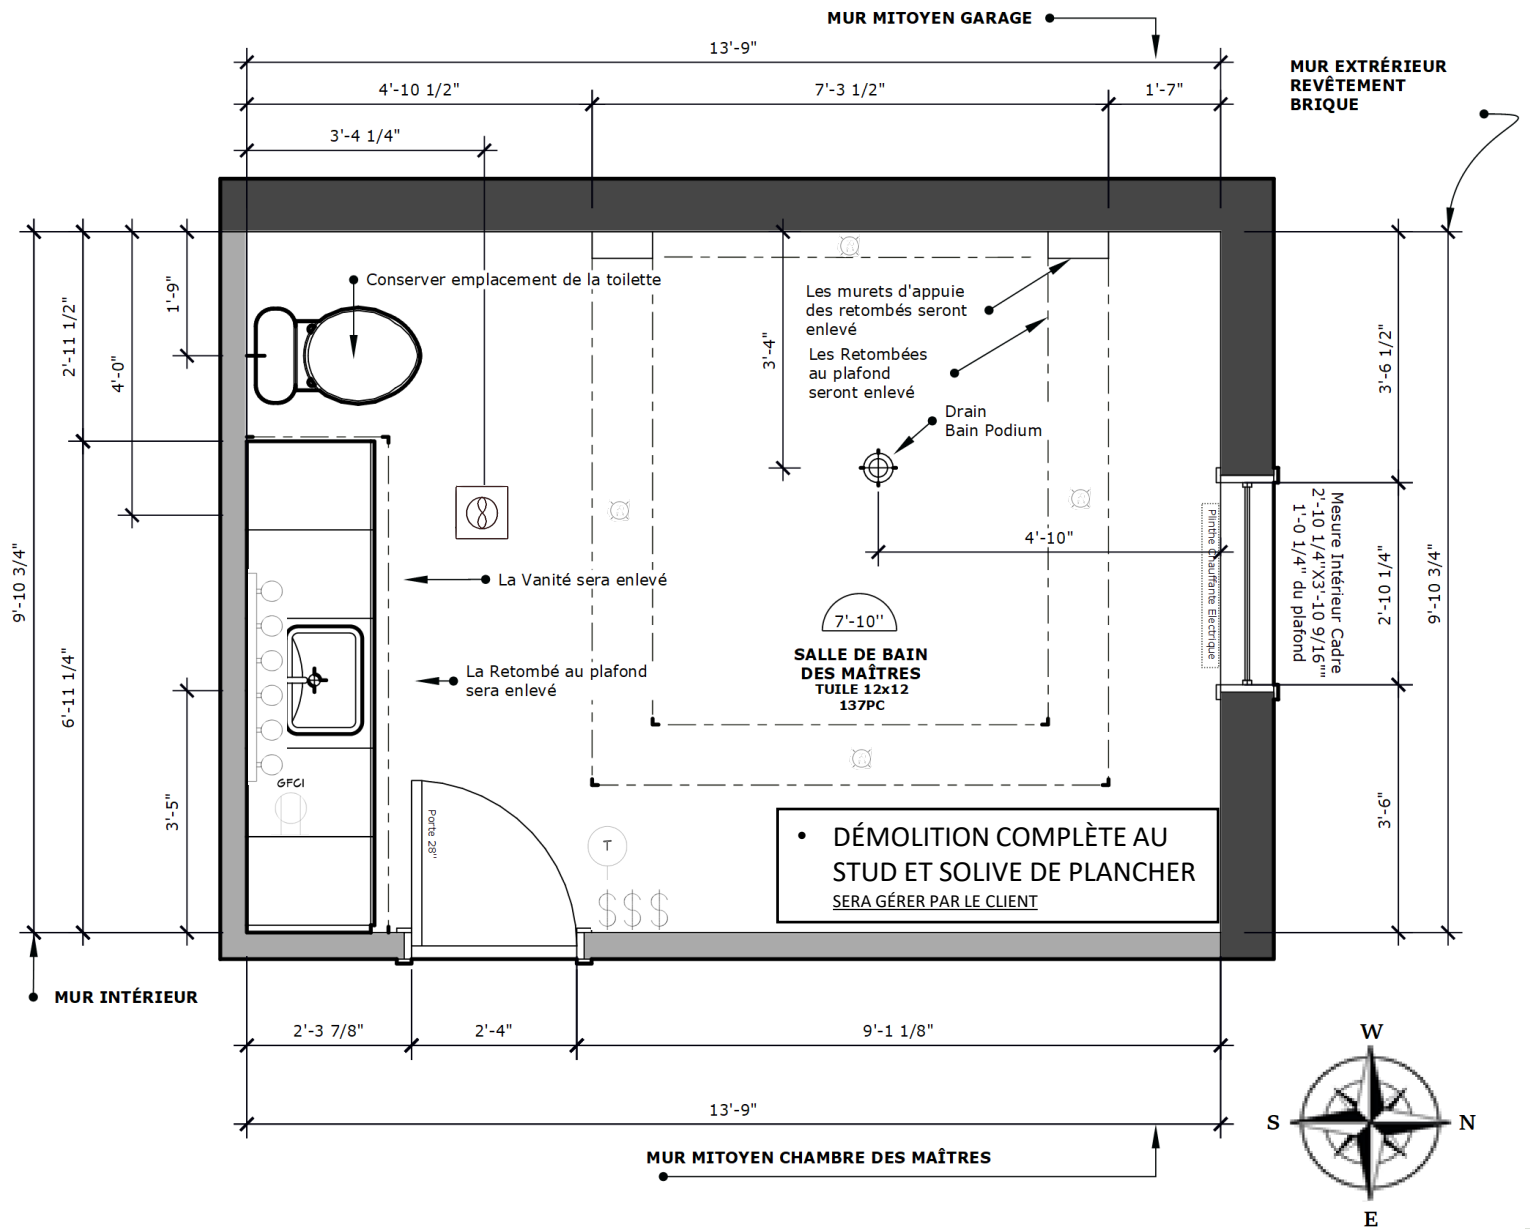 MUR MITOYEN GARAGE
13'-9"
MUR EXTRÉRIEUR
REVÊTEMENT
BRIQUE
4'-10 1/2"
7'-3 1/2"
1'-7"
3'-4 1/4"
Conserver emplacement de la toilette
Les murets d'appuie
des retombés seront
enlevé
Les Retombées
au plafond
seront enlevé
Drain
Bain Podium
1'-9"
2'-11 1/2"
4'-0"
3'-4"
3'-6 1/2"
9'-10 3/4"
6'-11 1/4"
3'-5"
4'-10"
Plinthe Chauffante Électrique
Mesure Intérieur Cadre
2'-10 1/4"X3'-10 9/16"
1'-0 1/4" du plafond
2'-10 1/4"
9'-10 3/4"
3'-6"
La Vanité sera enlevé
7'-10"
SALLE DE BAIN
DES MAÎTRES
TUILE 12x12
137PC
La Retombé au plafond
sera enlevé
GFCI
Porte 28"
T
$$$
• DÉMOLITION COMPLÈTE AU
STUD ET SOLIVE DE PLANCHER
SERA GÉRER PAR LE CLIENT
MUR INTÉRIEUR
2'-3 7/8"
2'-4"
9'-1 1/8"
13'-9"
MUR MITOYEN CHAMBRE DES MAÎTRES
W
S
N
E